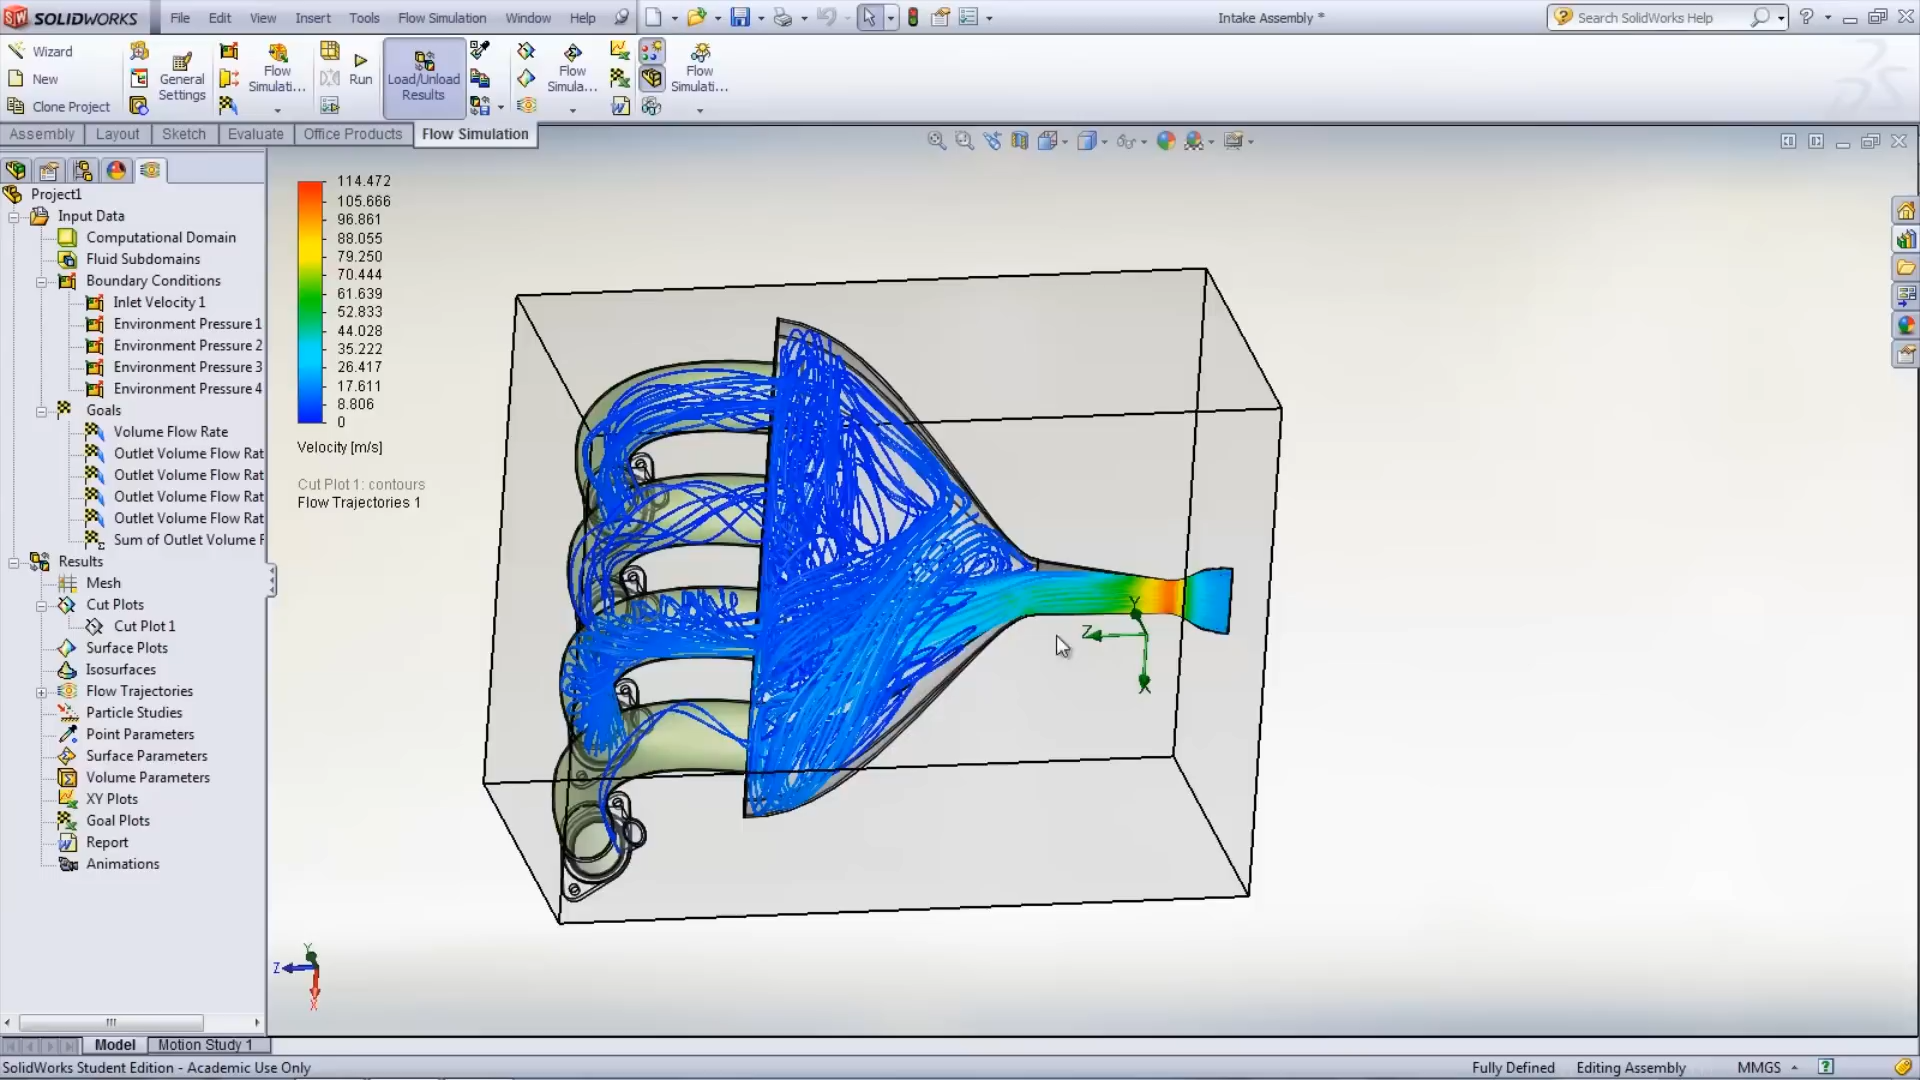 SOLIDWORKS File Edit View Insert Tools Flow Simulation Window Help Intake Assembly * Search SolidWorks Help
Wizard
New
Clone Project
General
Settings
Flow
Simulati...
Run
Load/Unload
Results
Flow
Simula...
Flow
Simulati...
Assembly Layout Sketch Evaluate Office Products Flow Simulation
Project1
Input Data
Computational Domain
Fluid Subdomains
Boundary Conditions
Inlet Velocity 1
Environment Pressure 1
Environment Pressure 2
Environment Pressure 3
Environment Pressure 4
Goals
Volume Flow Rate
Outlet Volume Flow Rat
Outlet Volume Flow Rat
Outlet Volume Flow Rat
Outlet Volume Flow Rat
Sum of Outlet Volume F
Results
Mesh
Cut Plots
Cut Plot 1
Surface Plots
Isosurfaces
Flow Trajectories
Particle Studies
Point Parameters
Surface Parameters
Volume Parameters
XY Plots
Goal Plots
Report
Animations
114.472
105.666
96.861
88.055
79.250
70.444
61.639
52.833
44.028
35.222
26.417
17.611
8.806
0
Velocity [m/s]
Cut Plot 1: contours
Flow Trajectories 1
Y
Z
X
Y
Z
X
Model Motion Study 1
SolidWorks Student Edition - Academic Use Only Fully Defined Editing Assembly MMGS